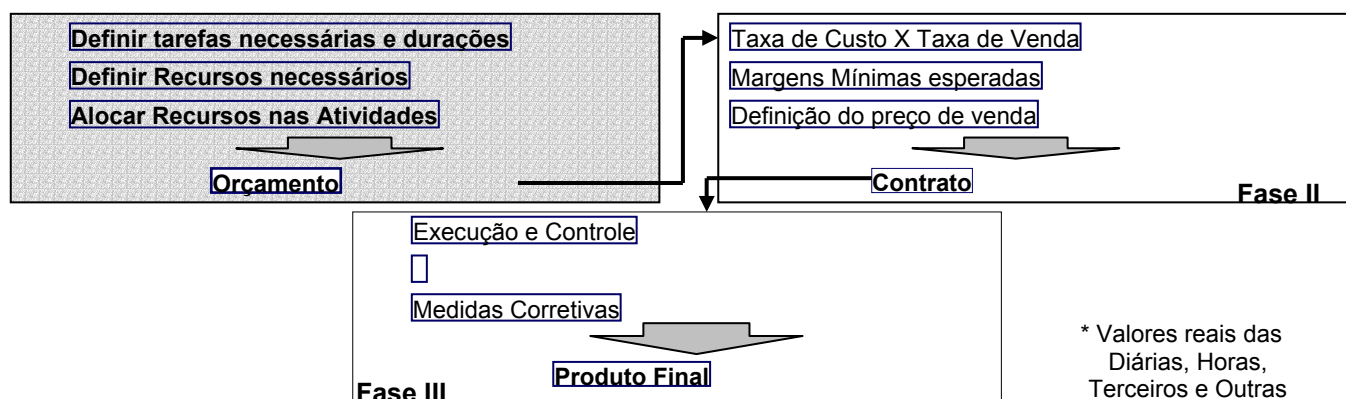 Definir tarefas necessárias e durações
Definir Recursos necessários
Alocar Recursos nas Atividades
Orçamento
Taxa de Custo X Taxa de Venda
Margens Mínimas esperadas
Definição do preço de venda
Contrato
Fase II
Execução e Controle
Medidas Corretivas
Produto Final
Fase III
* Valores reais das
Diárias, Horas,
Terceiros e Outras